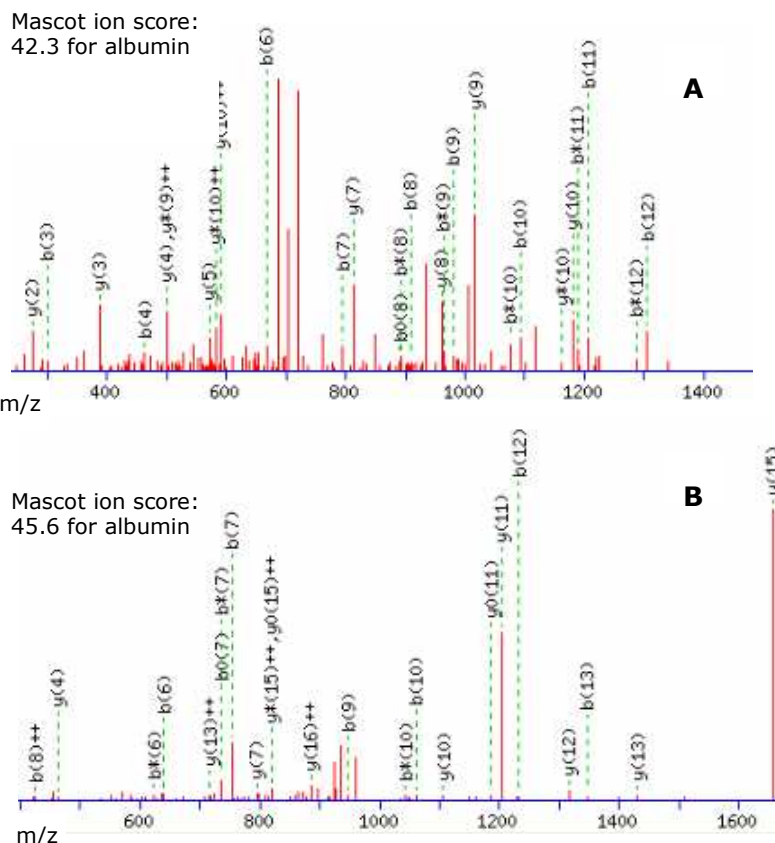 Mascot ion score:
42.3 for albumin
A
y(2)
b(3)
y(3)
b(4)
y(4),y*(9)++
y(5)
y*(10)++
y(10)++
b(6)
b(7)
y(7)
b0(8)
b*(8)
b(8)
y(8)
b*(9)
b(9)
y(9)
b*(10)
b(10)
y*(10)
y(10)
b*(11)
b(11)
b*(12)
b(12)
400 600 800 1000 1200 1400
m/z
Mascot ion score:
45.6 for albumin
B
b(8)++
y(4)
b*(6)
b(6)
y(13)++
b0(7)
b*(7)
b(7)
y(7)
y*(15)++,y0(15)++
y(16)++
b(9)
b*(10)
b(10)
y(10)
y0(11)
y(11)
b(12)
y(12)
b(13)
y(13)
y(15)
600 800 1000 1200 1400 1600
m/z